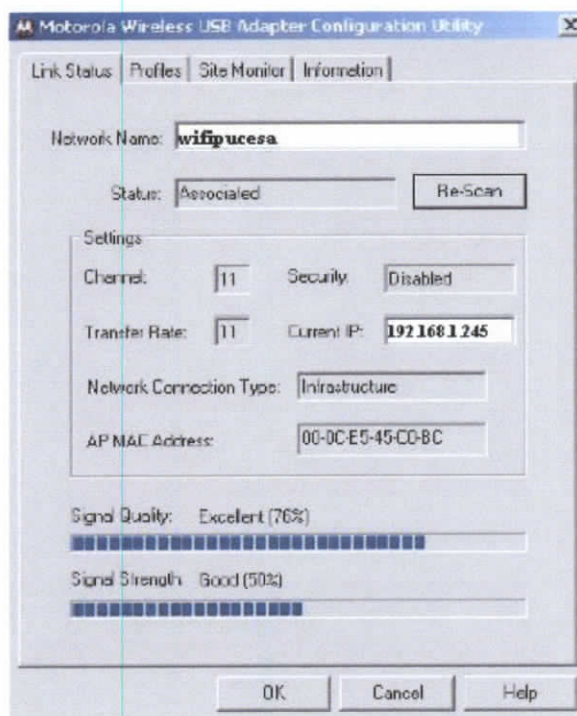 Motorola Wireless USB Adapter Configuration Utility
Link Status Profiles Site Monitor Information
Network Name: wifipucesa
Status: Associated Re-Scan
Settings
Channel: 11 Security: Disabled
Transfer Rate: 11 Current IP: 192.168.1.245
Network Connection Type: Infrastructure
AP MAC Address: 00-0C-E5-45-C0-BC
Signal Quality: Excellent (76%)
Signal Strength: Good (50%)
OK Cancel Help